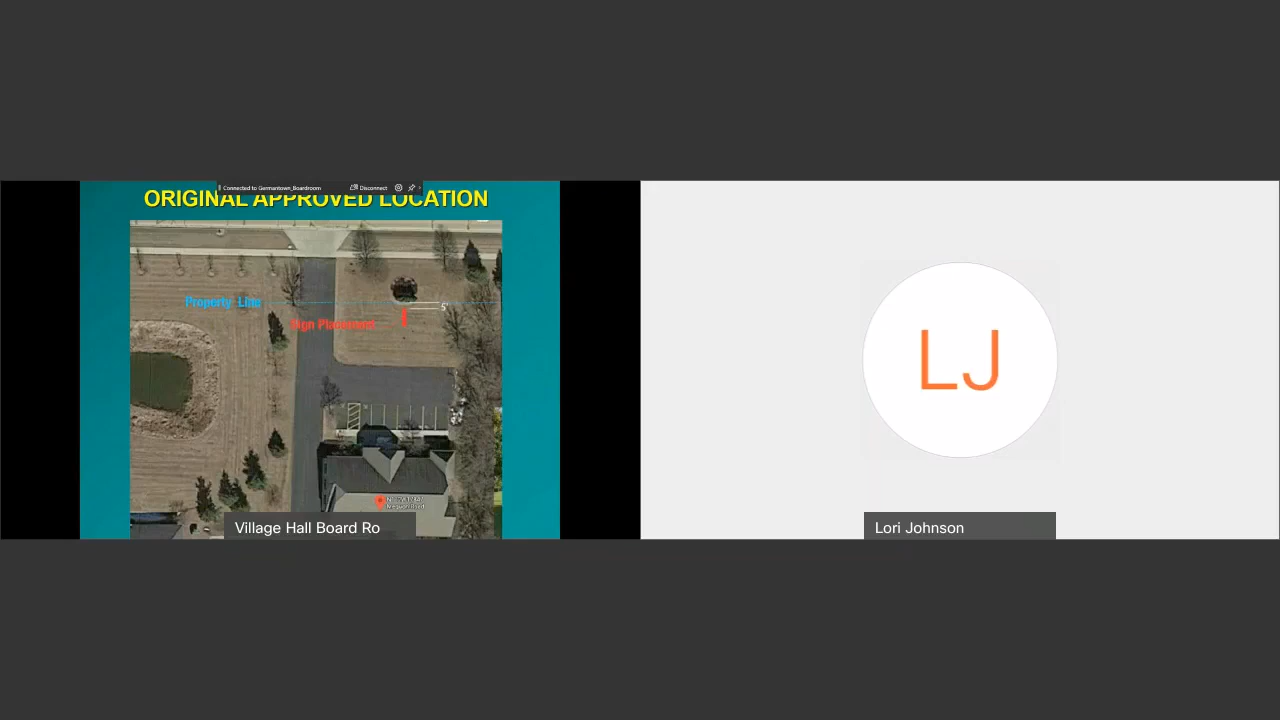 Connected to Germantown_Boardroom
Disconnect
ORIGINAL APPROVED LOCATION
Property Line
5'
Sign Placement
Village Hall Board Ro
LJ
Lori Johnson